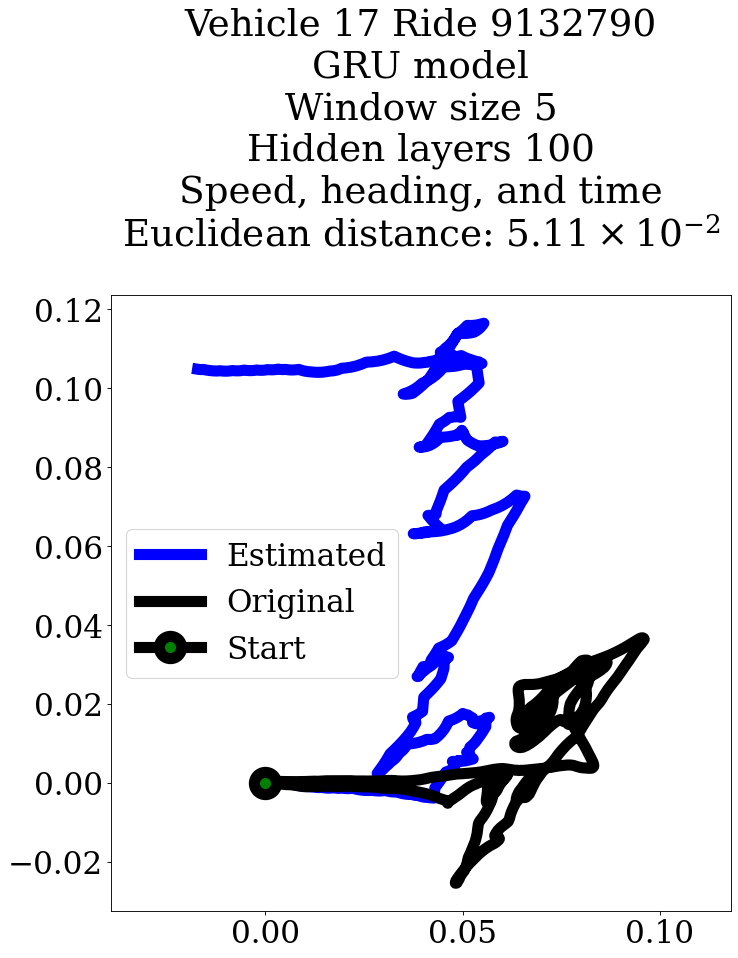 Vehicle 17 Ride 9132790
GRU model
Window size 5
Hidden layers 100
Speed, heading, and time
Euclidean distance: 5.11 × 10⁻²
0.12
0.10
0.08
0.06
0.04
0.02
0.00
−0.02
Estimated
Original
Start
0.00 0.05 0.10